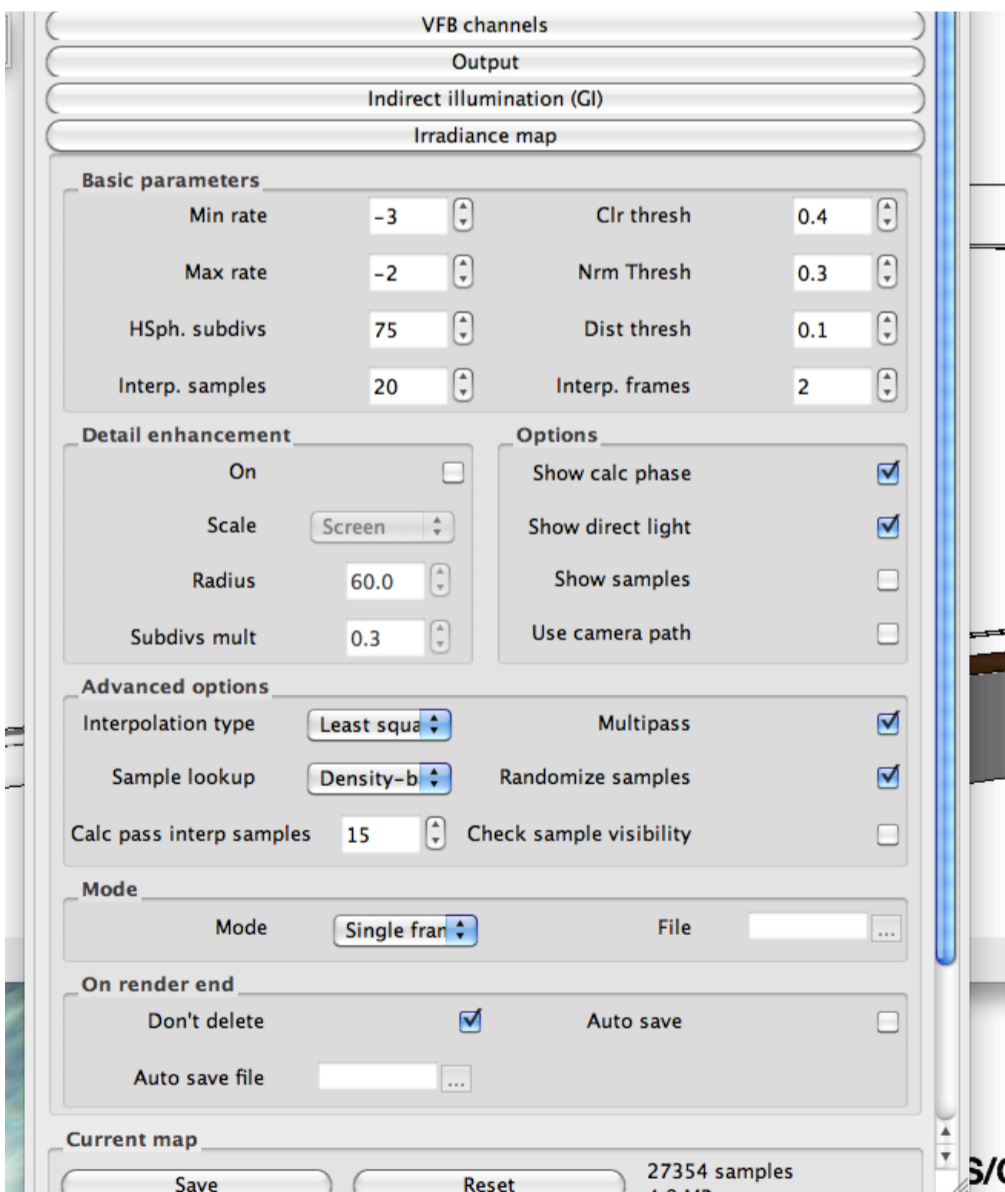 VFB channels
Output
Indirect illumination (GI)
Irradiance map
Basic parameters
Min rate -3 Clr thresh 0.4
Max rate -2 Nrm Thresh 0.3
HSph. subdivs 75 Dist thresh 0.1
Interp. samples 20 Interp. frames 2
Detail enhancement Options
On Show calc phase
Scale Screen Show direct light
Radius 60.0 Show samples
Subdivs mult 0.3 Use camera path
Advanced options
Interpolation type Least squa Multipass
Sample lookup Density-b Randomize samples
Calc pass interp samples 15 Check sample visibility
Mode
Mode Single fran File ...
On render end
Don't delete Auto save
Auto save file ...
Current map
Save Reset 27354 samples
S/